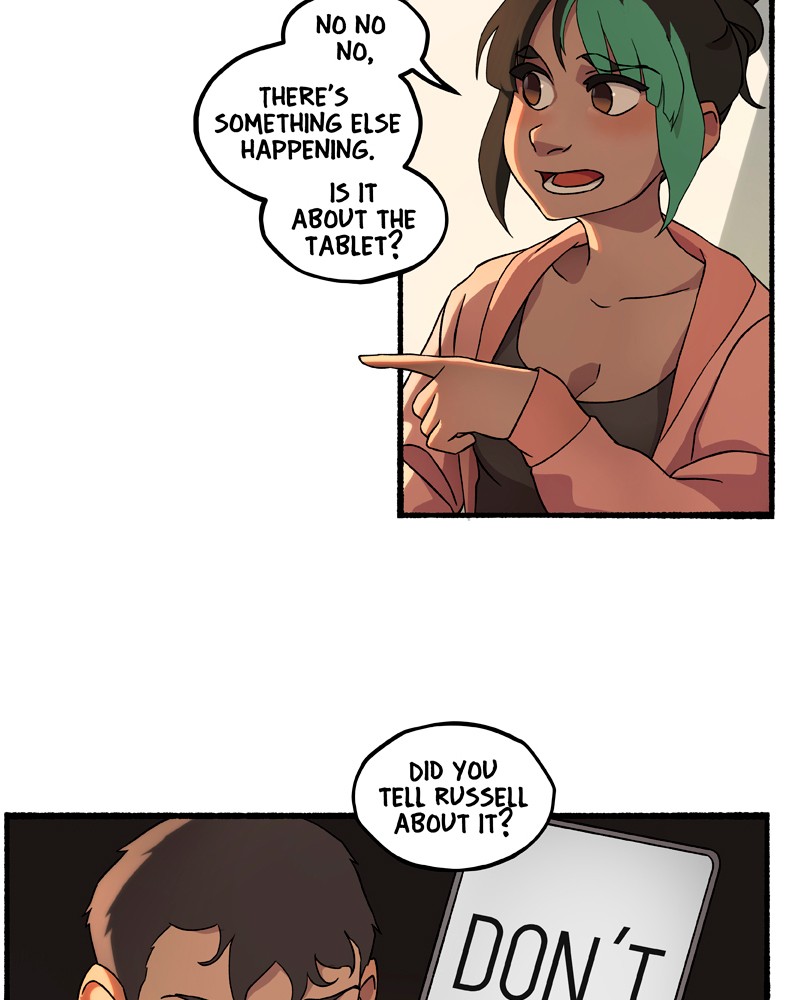 NO NO
NO,
THERE'S
SOMETHING ELSE
HAPPENING.
IS IT
ABOUT THE
TABLET?
DID YOU
TELL RUSSELL
ABOUT IT?
DON'T